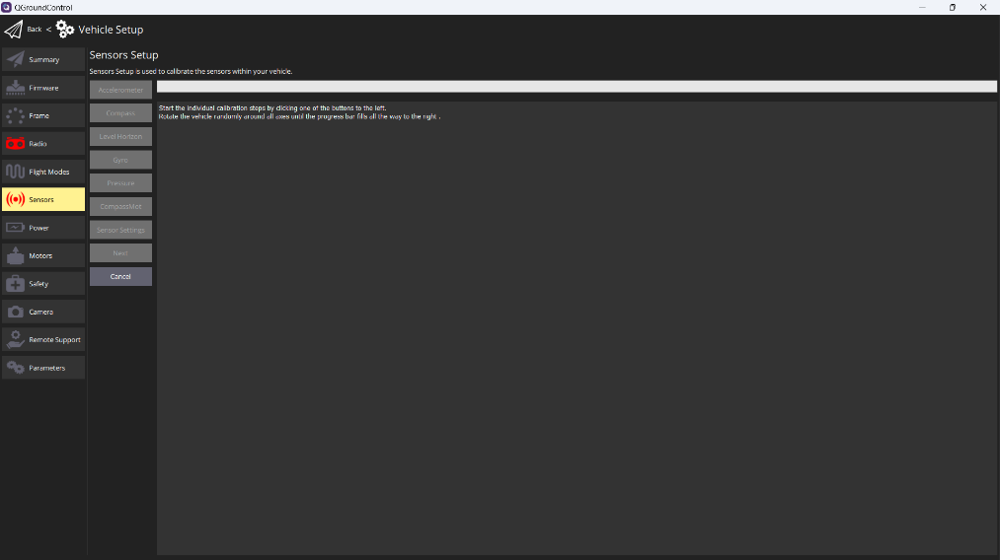 QGroundControl
Back < Vehicle Setup
Summary
Firmware
Frame
Radio
Flight Modes
Sensors
Power
Motors
Safety
Camera
Remote Support
Parameters
Sensors Setup
Sensors Setup is used to calibrate the sensors within your vehicle.
Accelerometer
Compass
Level Horizon
Gyro
Pressure
CompassMot
Sensor Settings
Next
Cancel
Start the individual calibration steps by clicking one of the buttons to the left.
Rotate the vehicle randomly around all axes until the progress bar fills all the way to the right .